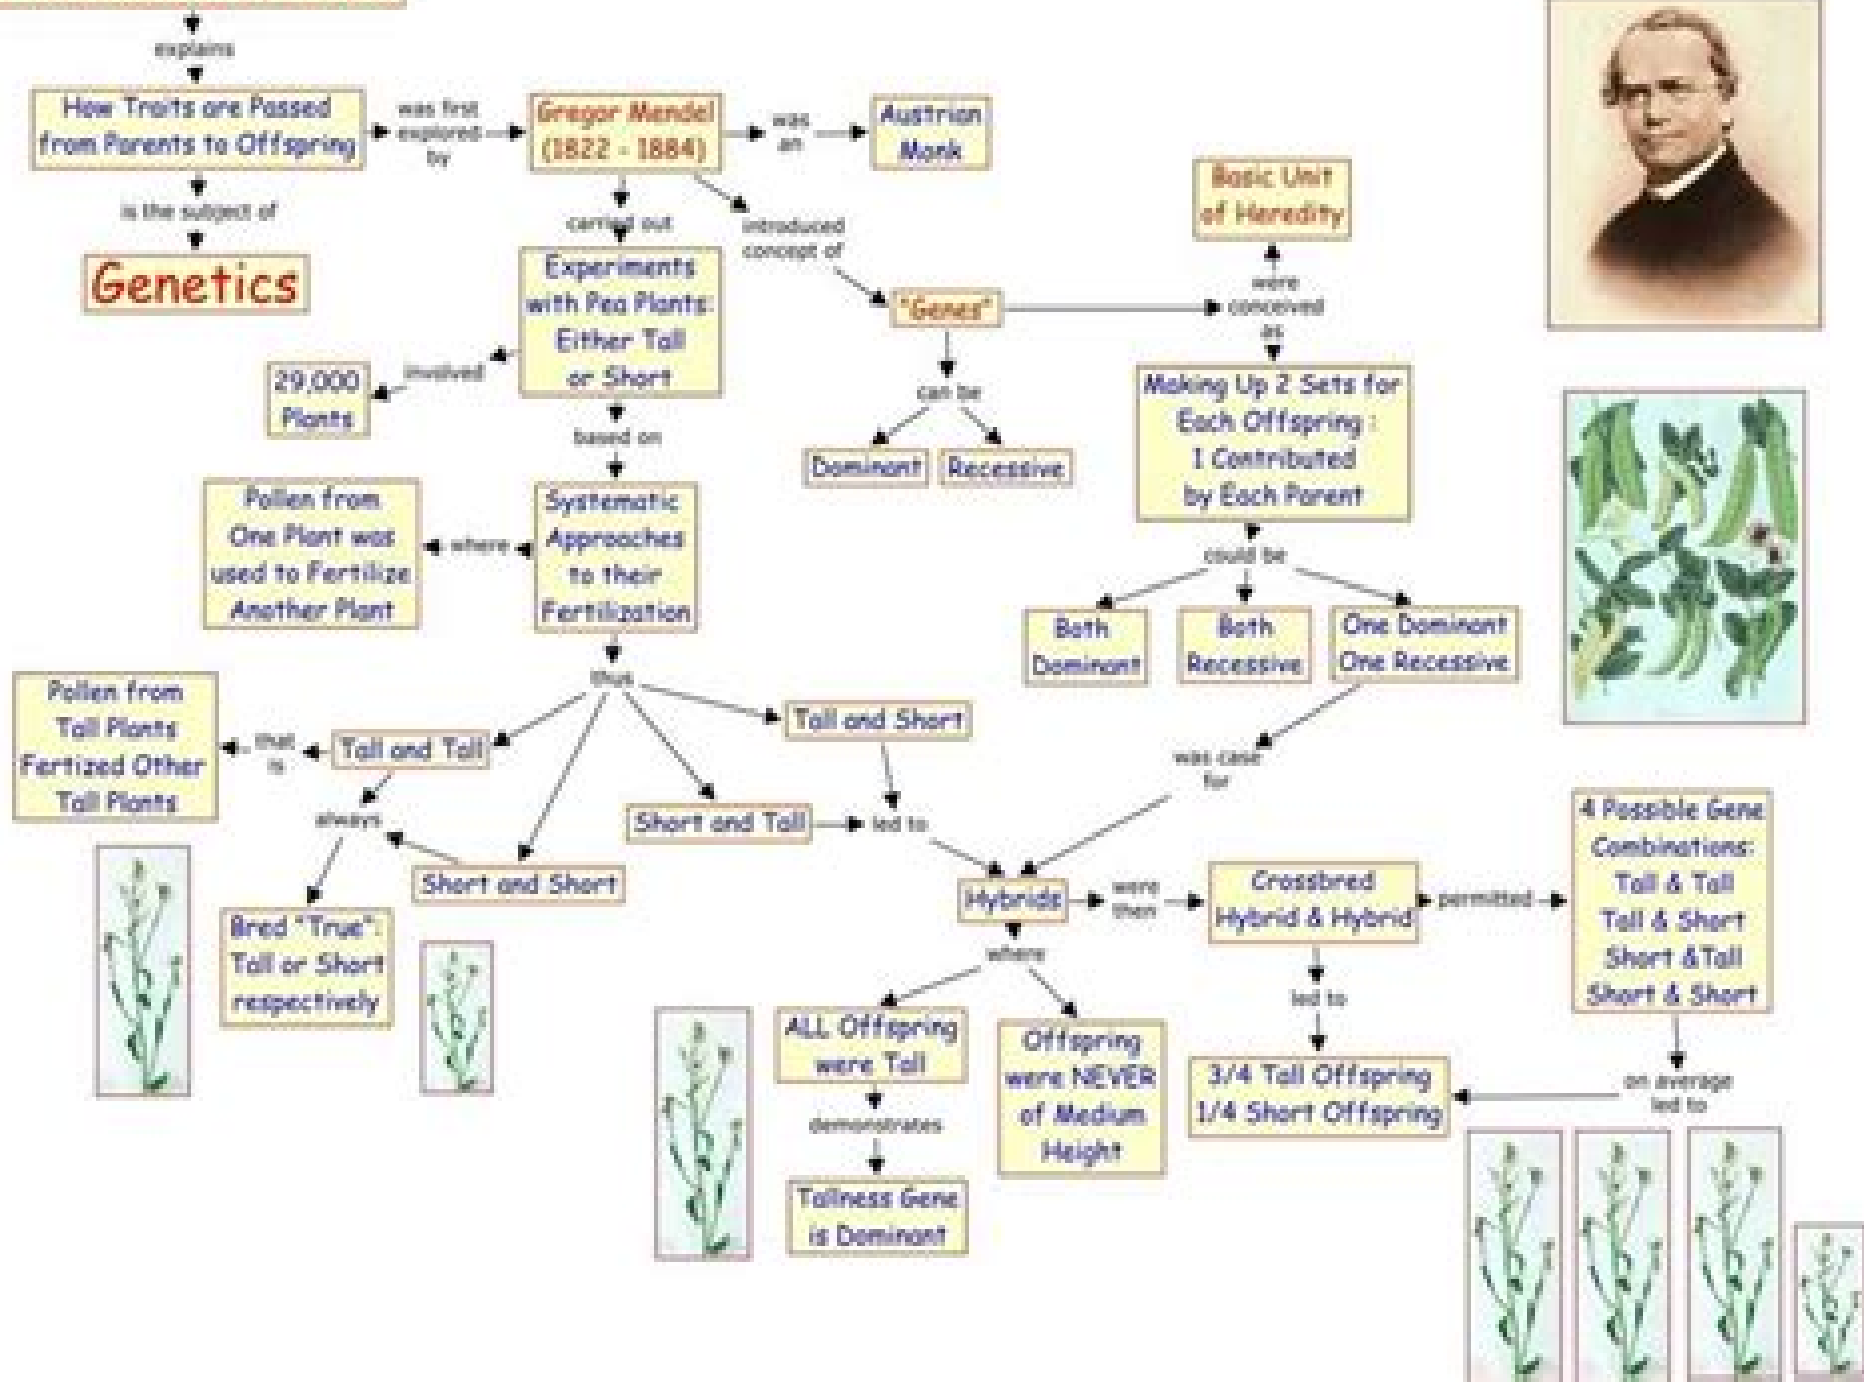 explains
How Traits are Passed
from Parents to Offspring
was first
explored
by
Gregor Mendel
(1822 - 1884)
was
an
Austrian
Monk
is the subject of
Genetics
carried out
introduced
concept of
Basic Unit
of Heredity
were
conceived
as
"Genes"
Experiments
with Pea Plants:
Either Tall
or Short
involved
29,000
Plants
can be
Dominant
Recessive
Making Up 2 Sets for
Each Offspring :
1 Contributed
by Each Parent
based on
Systematic
Approaches
to their
Fertilization
where
Pollen from
One Plant was
used to Fertilize
Another Plant
could be
Both
Dominant
Both
Recessive
One Dominant
One Recessive
thus
Tall and Short
Tall and Tall
that
is
Pollen from
Tall Plants
Fertized Other
Tall Plants
was case
for
always
Short and Tall
led to
Short and Short
Bred "True":
Tall or Short
respectively
Hybrids
were
then
Crossbred
Hybrid & Hybrid
permitted
4 Possible Gene
Combinations:
Tall & Tall
Tall & Short
Short &Tall
Short & Short
where
led to
ALL Offspring
were Tall
Offspring
were NEVER
of Medium
Height
3/4 Tall Offspring
1/4 Short Offspring
on average
led to
demonstrates
Tallness Gene
is Dominant